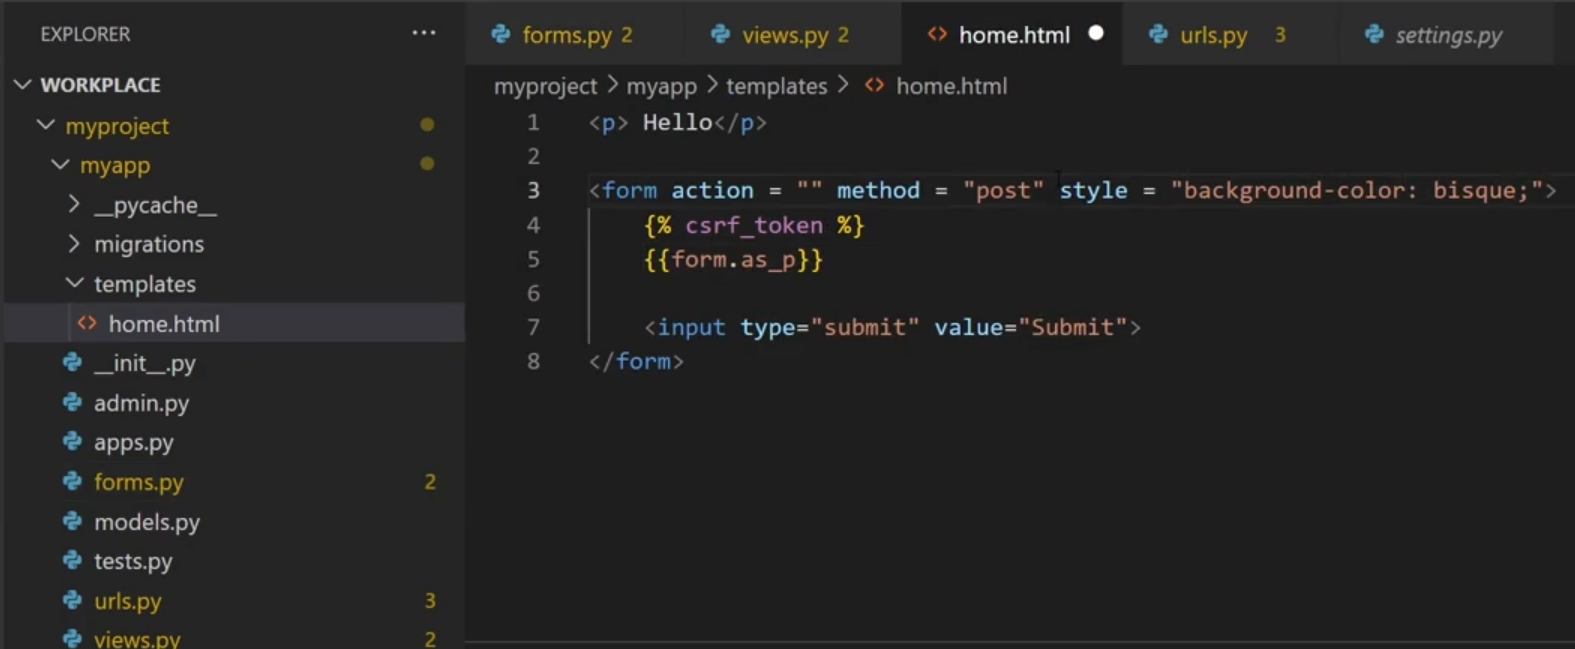 EXPLORER ...
WORKPLACE
myproject
myapp
__pycache__
migrations
templates
<> home.html
__init__.py
admin.py
apps.py
forms.py 2
models.py
tests.py
urls.py 3
views.py 2
forms.py 2 views.py 2 <> home.html urls.py 3 settings.py
myproject > myapp > templates > <> home.html
1 <p> Hello</p>
2
3 <form action = "" method = "post" style = "background-color: bisque;">
4 {% csrf_token %}
5 {{form.as_p}}
6
7 <input type="submit" value="Submit">
8 </form>